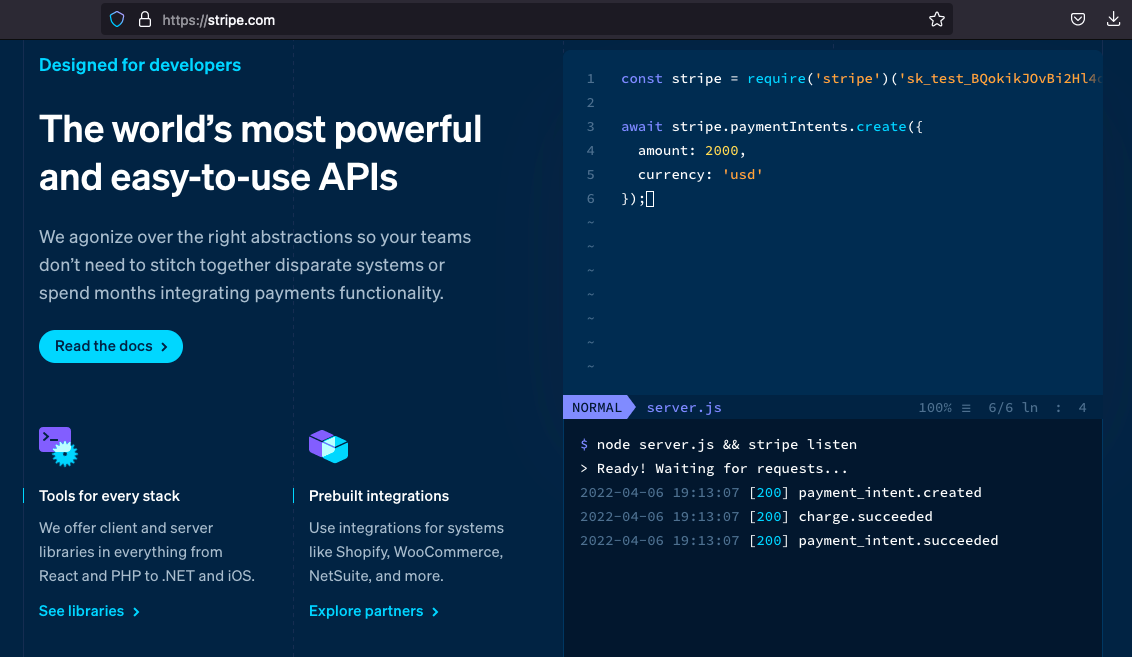 https://stripe.com
Designed for developers
The world’s most powerful
and easy-to-use APIs
We agonize over the right abstractions so your teams
don’t need to stitch together disparate systems or
spend months integrating payments functionality.
Read the docs
Tools for every stack
We offer client and server
libraries in everything from
React and PHP to .NET and iOS.
See libraries
Prebuilt integrations
Use integrations for systems
like Shopify, WooCommerce,
NetSuite, and more.
Explore partners
1 const stripe = require('stripe')('sk_test_BQokikJOvBi2Hl4
2
3 await stripe.paymentIntents.create({
4 amount: 2000,
5 currency: 'usd'
6 });
~
~
~
~
~
~
~
NORMAL server.js 100% ≡ 6/6 ln : 4
$ node server.js && stripe listen
> Ready! Waiting for requests...
2022-04-06 19:13:07 [200] payment_intent.created
2022-04-06 19:13:07 [200] charge.succeeded
2022-04-06 19:13:07 [200] payment_intent.succeeded